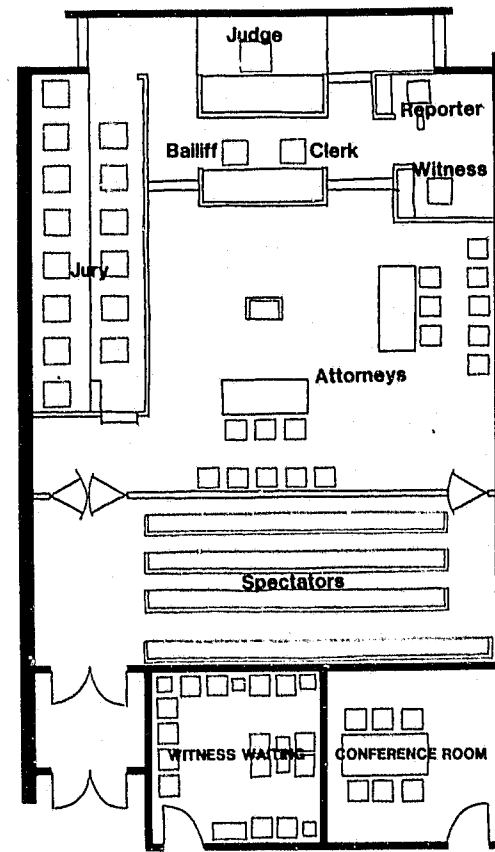 Judge
Reporter
Bailiff
Clerk
Witness
Jury
Attorneys
Spectators
WITNESS WAITING
CONFERENCE ROOM